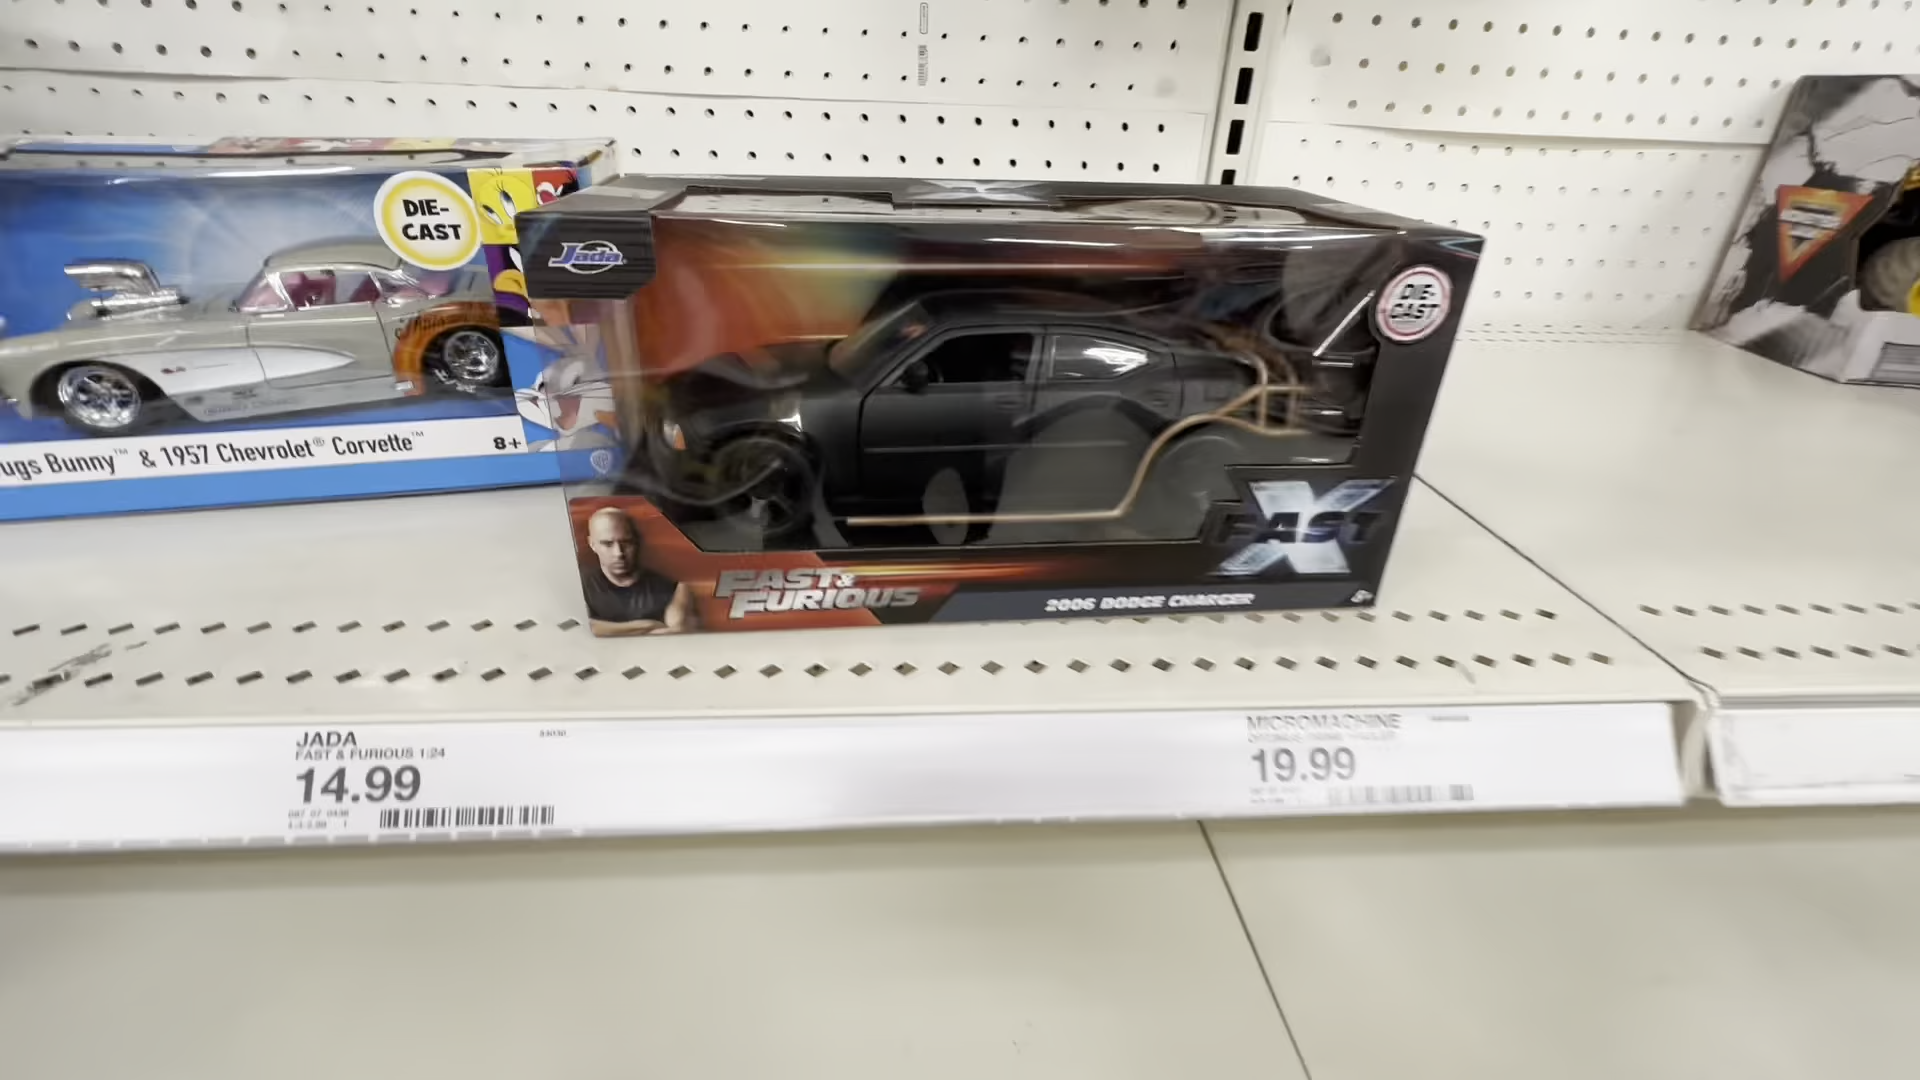 DIE-
CAST
ugs Bunny™ & 1957 Chevrolet® Corvette™
8+
Jada
DIE-
CAST
FAST X
FAST &
FURIOUS
2006 DODGE CHARGER
8+
JADA
FAST & FURIOUS 1:24
14.99
MICROMACHINE
19.99